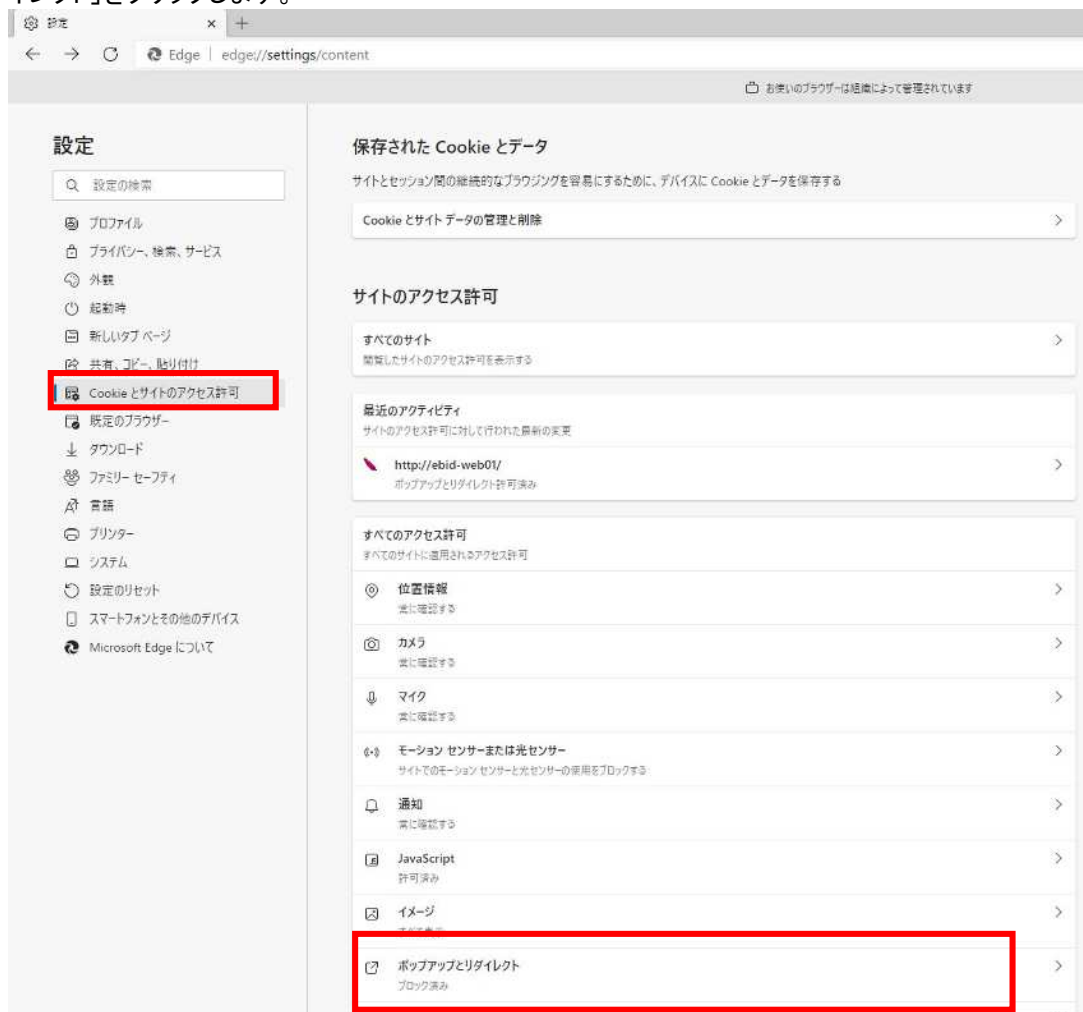 イレクト」をクリックします。
設定
Edge | edge://settings/content
お使いのブラウザーは組織によって管理されています
設定
設定の検索
プロファイル
プライバシー、検索、サービス
外観
起動時
新しいタブ ページ
共有、コピー、貼り付け
Cookie とサイトのアクセス許可
既定のブラウザー
ダウンロード
ファミリー セーフティ
言語
プリンター
システム
設定のリセット
スマートフォンとその他のデバイス
Microsoft Edge について
保存された Cookie とデータ
サイトとセッション間の継続的なブラウジングを容易にするために、デバイスに Cookie とデータを保存する
Cookie とサイト データの管理と削除
サイトのアクセス許可
すべてのサイト
閲覧したサイトのアクセス許可を表示する
最近のアクティビティ
サイトのアクセス許可に対して行われた最新の変更
http://ebid-web01/
ポップアップとリダイレクト許可済み
すべてのアクセス許可
すべてのサイトに適用されるアクセス許可
位置情報
常に確認する
カメラ
常に確認する
マイク
常に確認する
モーション センサーまたは光センサー
サイトでのモーション センサーと光センサーの使用をブロックする
通知
常に確認する
JavaScript
許可済み
イメージ
すべて表示
ポップアップとリダイレクト
ブロック済み